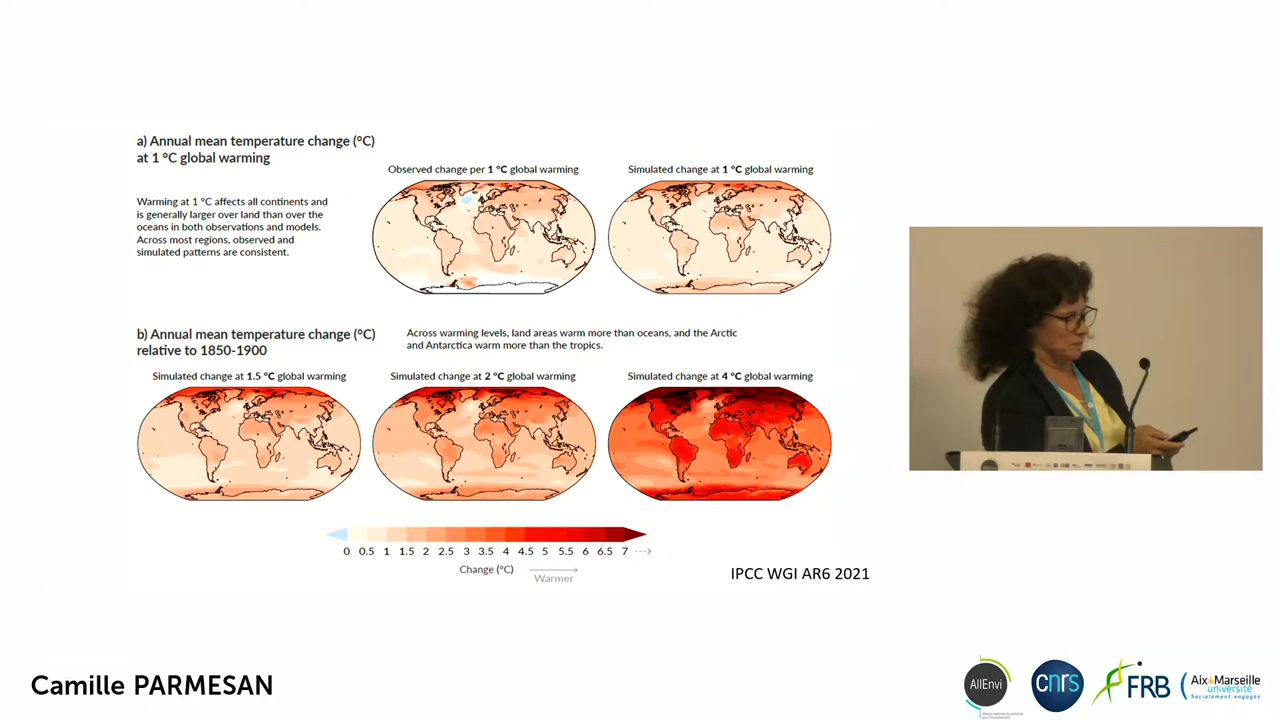 a) Annual mean temperature change (°C)
at 1 °C global warming
Warming at 1 °C affects all continents and
is generally larger over land than over the
oceans in both observations and models.
Across most regions, observed and
simulated patterns are consistent.
Observed change per 1 °C global warming
Simulated change at 1 °C global warming
b) Annual mean temperature change (°C)
relative to 1850-1900
Across warming levels, land areas warm more than oceans, and the Arctic
and Antarctica warm more than the tropics.
Simulated change at 1.5 °C global warming
Simulated change at 2 °C global warming
Simulated change at 4 °C global warming
0 0.5 1 1.5 2 2.5 3 3.5 4 4.5 5 5.5 6 6.5 7
Change (°C)
Warmer
IPCC WGI AR6 2021
Camille PARMESAN
AllEnvi
cnrs
FRB
Aix Marseille
université
Socialement engagée